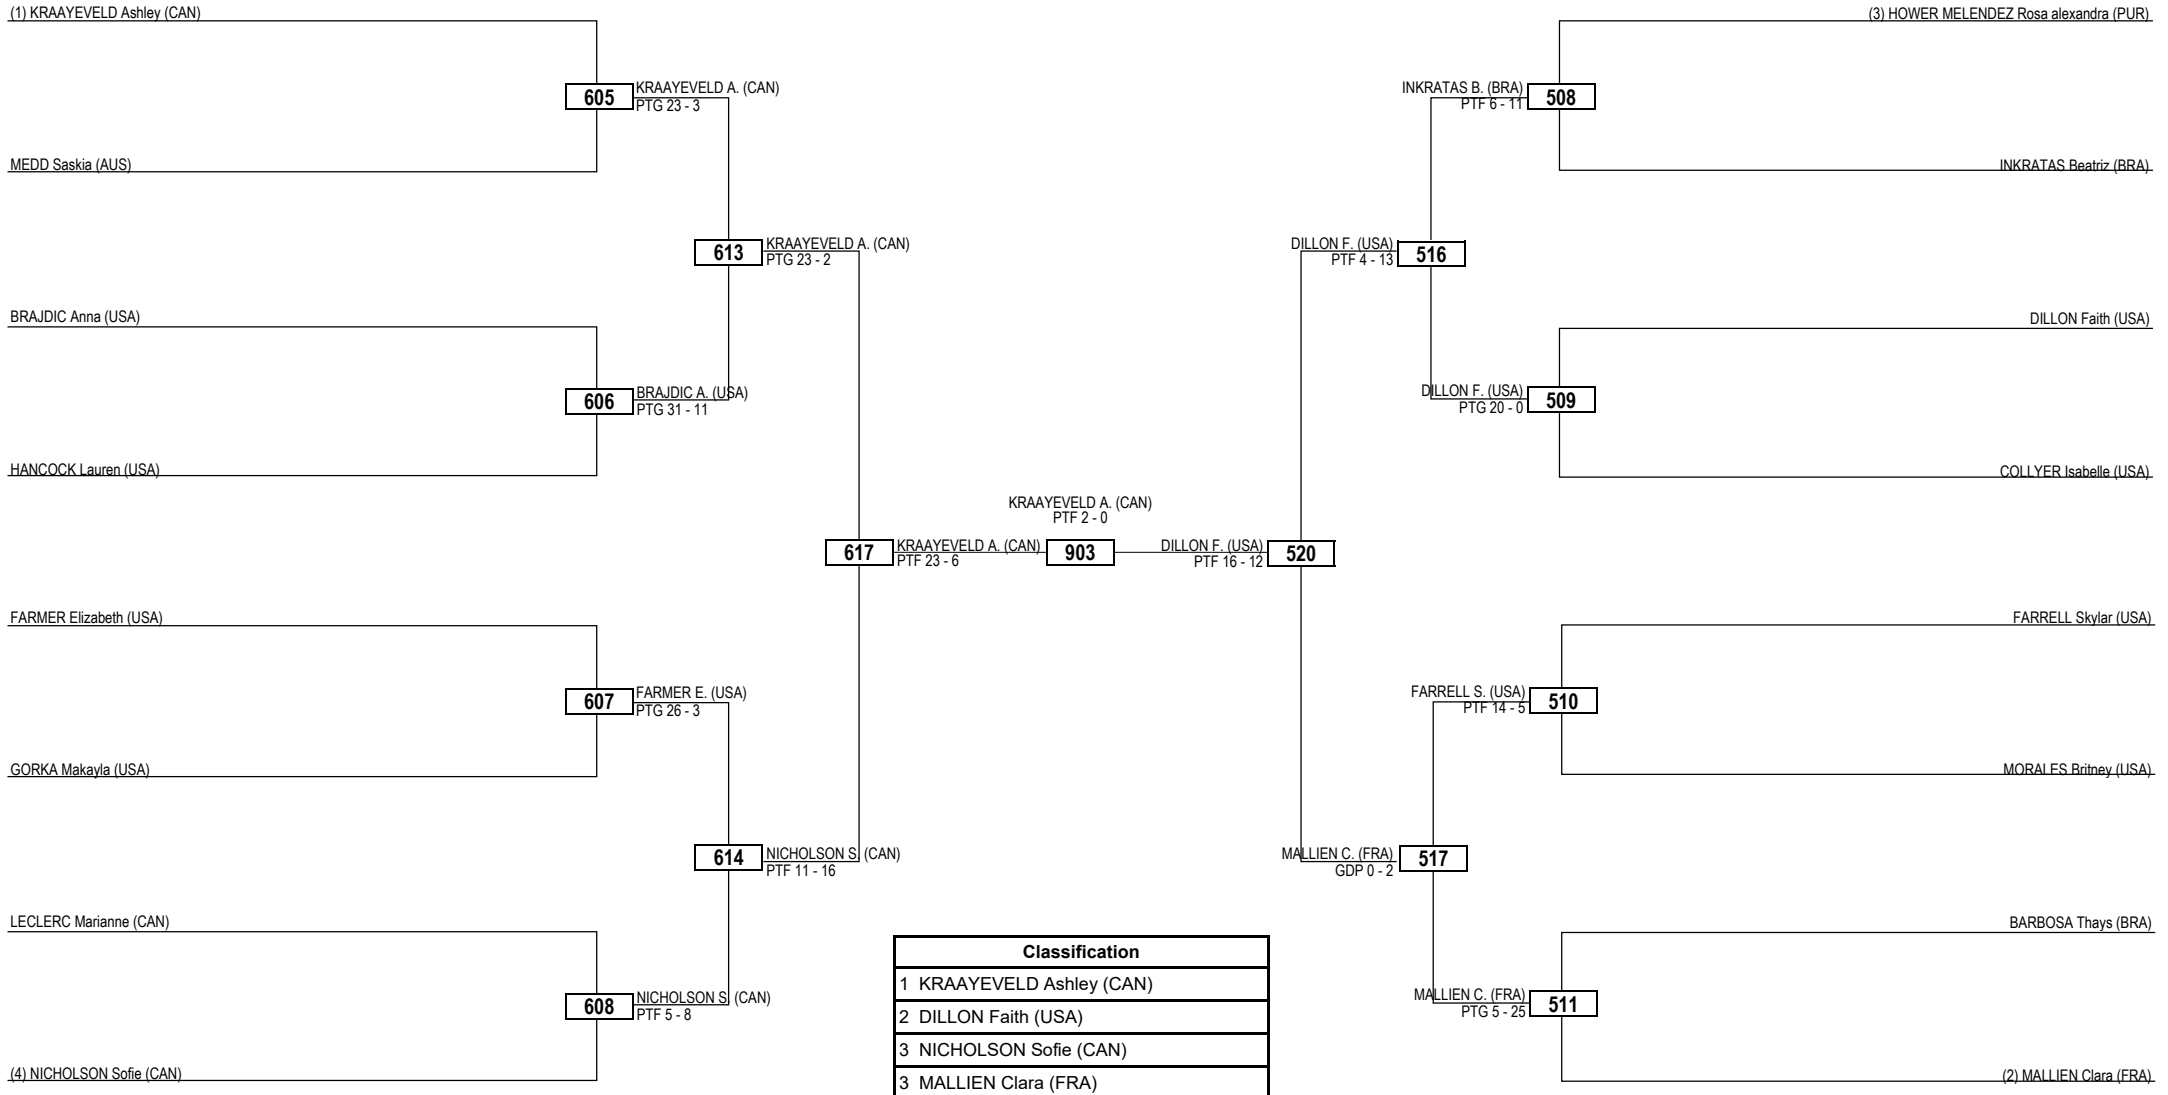 (1) KRAAYEVELD Ashley (CAN)
605
KRAAYEVELD A. (CAN)
PTG 23 - 3
MEDD Saskia (AUS)
613
KRAAYEVELD A. (CAN)
PTG 23 - 2
BRAJDIC Anna (USA)
606
BRAJDIC A. (USA)
PTG 31 - 11
HANCOCK Lauren (USA)
617
KRAAYEVELD A. (CAN)
PTF 23 - 6
FARMER Elizabeth (USA)
607
FARMER E. (USA)
PTG 26 - 3
GORKA Makayla (USA)
614
NICHOLSON S. (CAN)
PTF 11 - 16
LECLERC Marianne (CAN)
608
NICHOLSON S. (CAN)
PTF 5 - 8
(4) NICHOLSON Sofie (CAN)
KRAAYEVELD A. (CAN)
PTF 2 - 0
903
(3) HOWER MELENDEZ Rosa alexandra (PUR)
INKRATAS B. (BRA)
PTF 6 - 11
508
INKRATAS Beatriz (BRA)
DILLON F. (USA)
PTF 4 - 13
516
DILLON Faith (USA)
DILLON F. (USA)
PTG 20 - 0
509
COLLYER Isabelle (USA)
DILLON F. (USA)
PTF 16 - 12
520
FARRELL Skylar (USA)
FARRELL S. (USA)
PTF 14 - 5
510
MORALES Britney (USA)
MALLIEN C. (FRA)
GDP 0 - 2
517
BARBOSA Thays (BRA)
MALLIEN C. (FRA)
PTG 5 - 25
511
(2) MALLIEN Clara (FRA)
Classification
1 KRAAYEVELD Ashley (CAN)
2 DILLON Faith (USA)
3 NICHOLSON Sofie (CAN)
3 MALLIEN Clara (FRA)